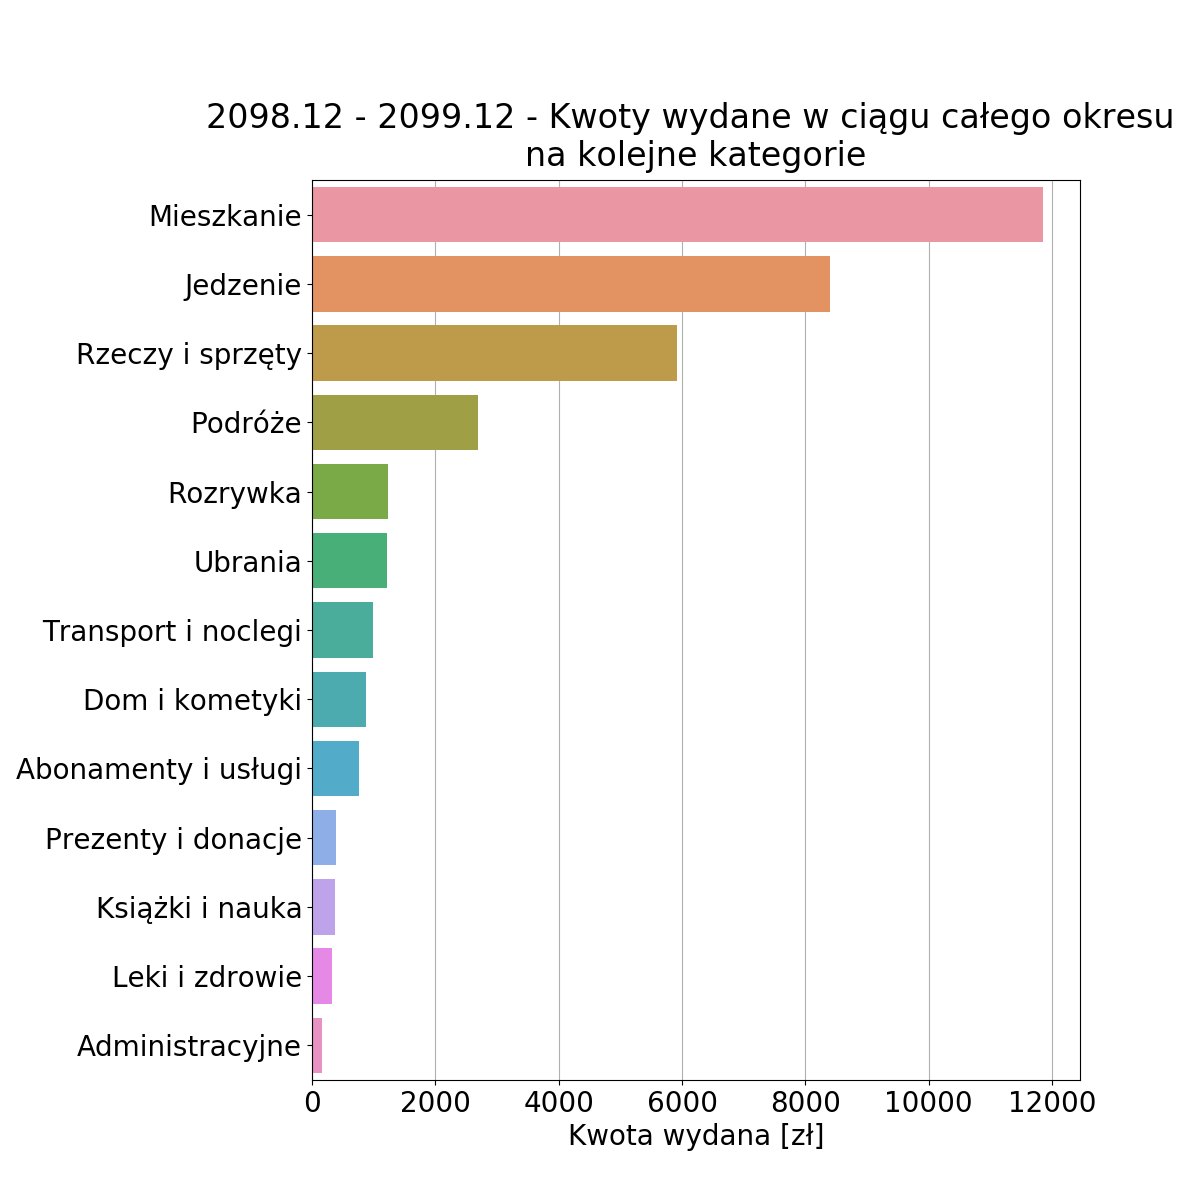 2098.12 - 2099.12 - Kwoty wydane w ciągu całego okresu
na kolejne kategorie
Mieszkanie
Jedzenie
Rzeczy i sprzęty
Podróże
Rozrywka
Ubrania
Transport i noclegi
Dom i kometyki
Abonamenty i usługi
Prezenty i donacje
Książki i nauka
Leki i zdrowie
Administracyjne
0 2000 4000 6000 8000 10000 12000
Kwota wydana [zł]